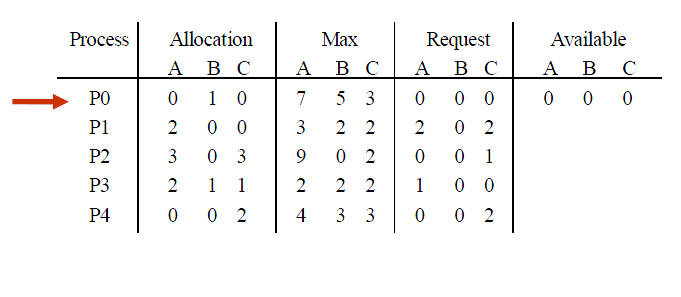 Process Allocation Max Request Available
A B C A B C A B C A B C
P0 0 1 0 7 5 3 0 0 0 0 0 0
P1 2 0 0 3 2 2 2 0 2
P2 3 0 3 9 0 2 0 0 1
P3 2 1 1 2 2 2 1 0 0
P4 0 0 2 4 3 3 0 0 2